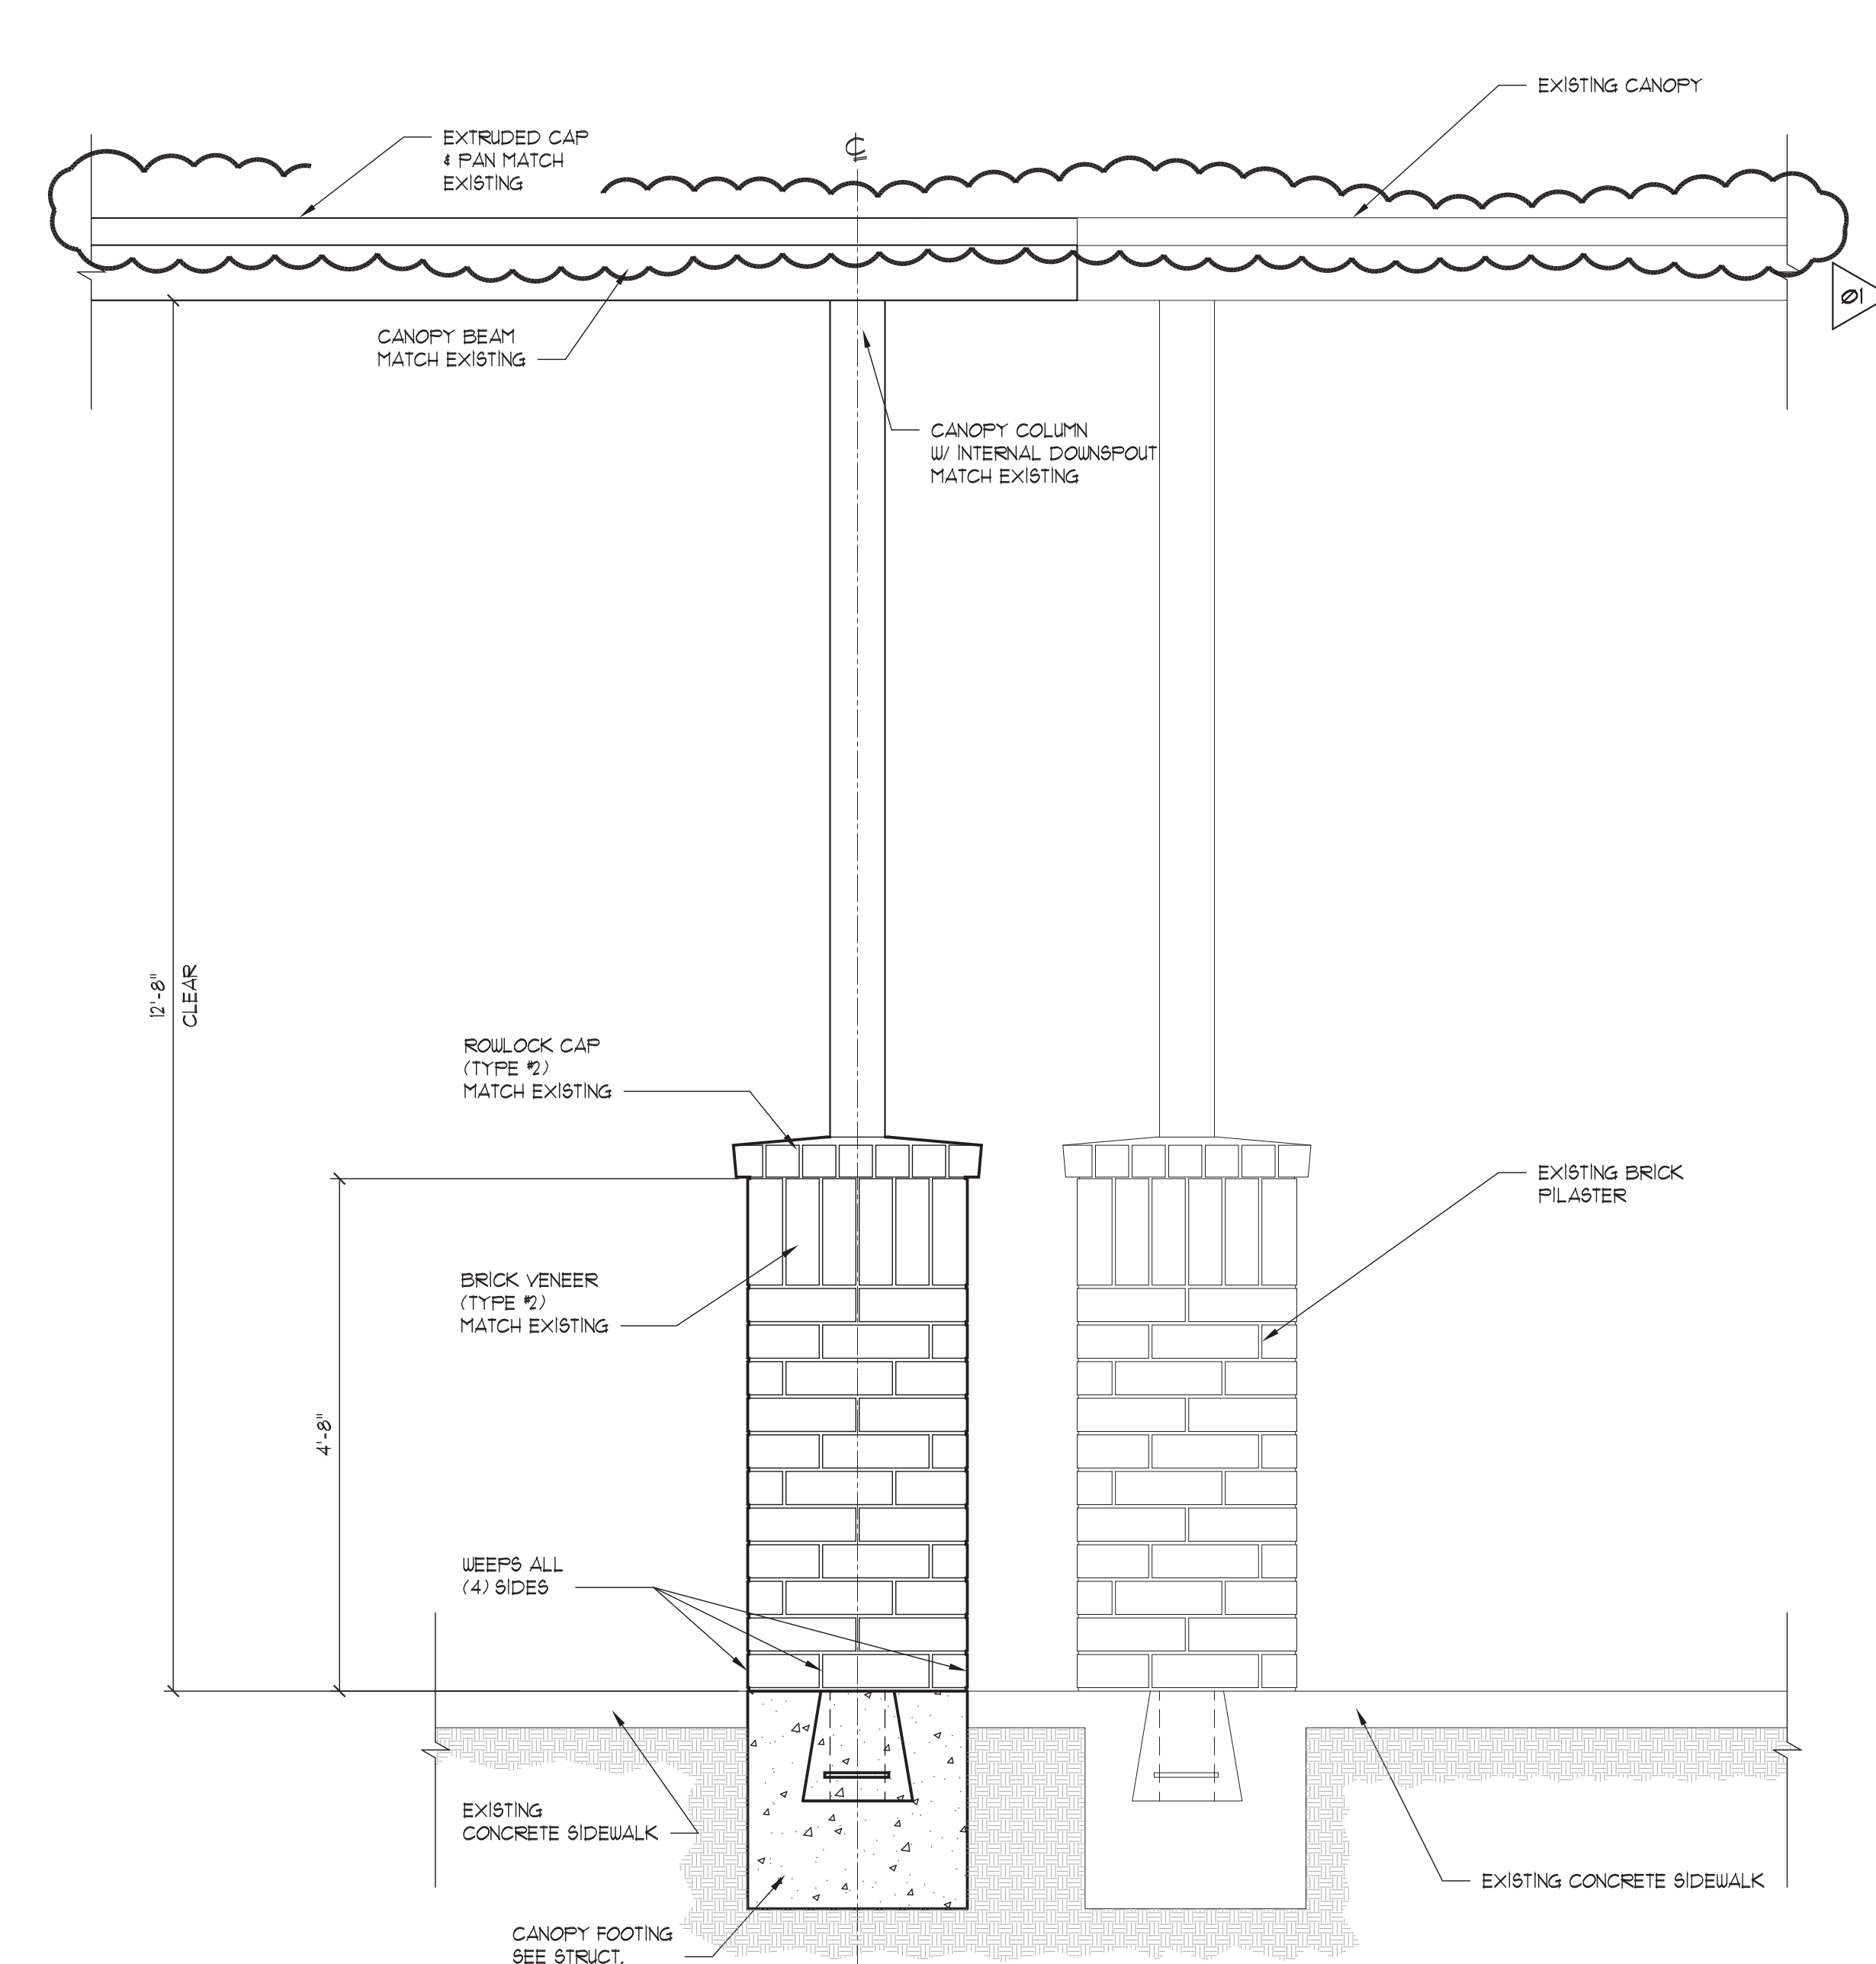 EXISTING CANOPY
EXTRUDED CAP
& PAN MATCH
EXISTING
℄
Ø1
CANOPY BEAM
MATCH EXISTING
CANOPY COLUMN
W/ INTERNAL DOWNSPOUT
MATCH EXISTING
12'-8"
CLEAR
ROWLOCK CAP
(TYPE #2)
MATCH EXISTING
EXISTING BRICK
PILASTER
BRICK VENEER
(TYPE #2)
MATCH EXISTING
4'-8"
WEEPS ALL
(4) SIDES
EXISTING
CONCRETE SIDEWALK
EXISTING CONCRETE SIDEWALK
CANOPY FOOTING
SEE STRUCT.